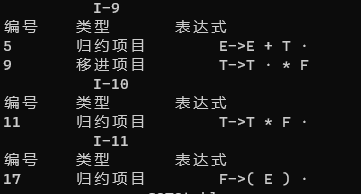 I-9
编号 类型 表达式
5 归约项目 E->E + T ·
9 移进项目 T->T · * F
I-10
编号 类型 表达式
11 归约项目 T->T * F ·
I-11
编号 类型 表达式
17 归约项目 F->( E ) ·